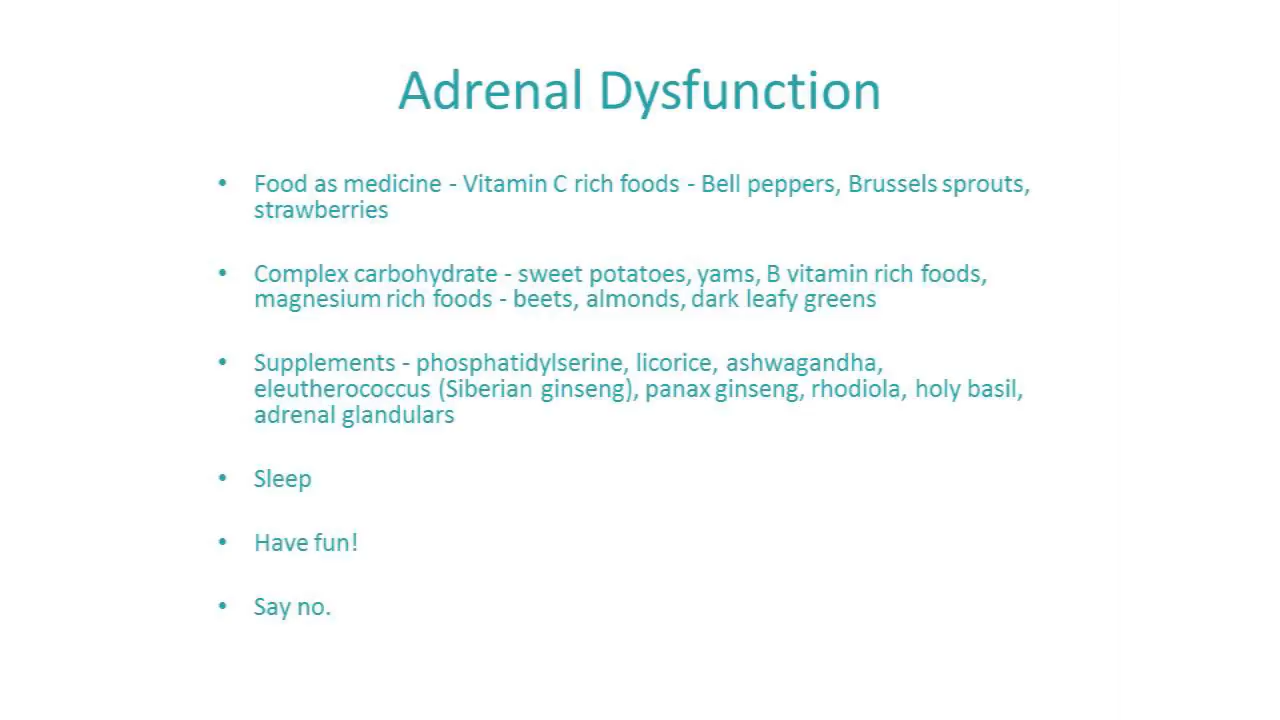 Adrenal Dysfunction
• Food as medicine - Vitamin C rich foods - Bell peppers, Brussels sprouts,
strawberries
• Complex carbohydrate - sweet potatoes, yams, B vitamin rich foods,
magnesium rich foods - beets, almonds, dark leafy greens
• Supplements - phosphatidylserine, licorice, ashwagandha,
eleutherococcus (Siberian ginseng), panax ginseng, rhodiola, holy basil,
adrenal glandulars
• Sleep
• Have fun!
• Say no.